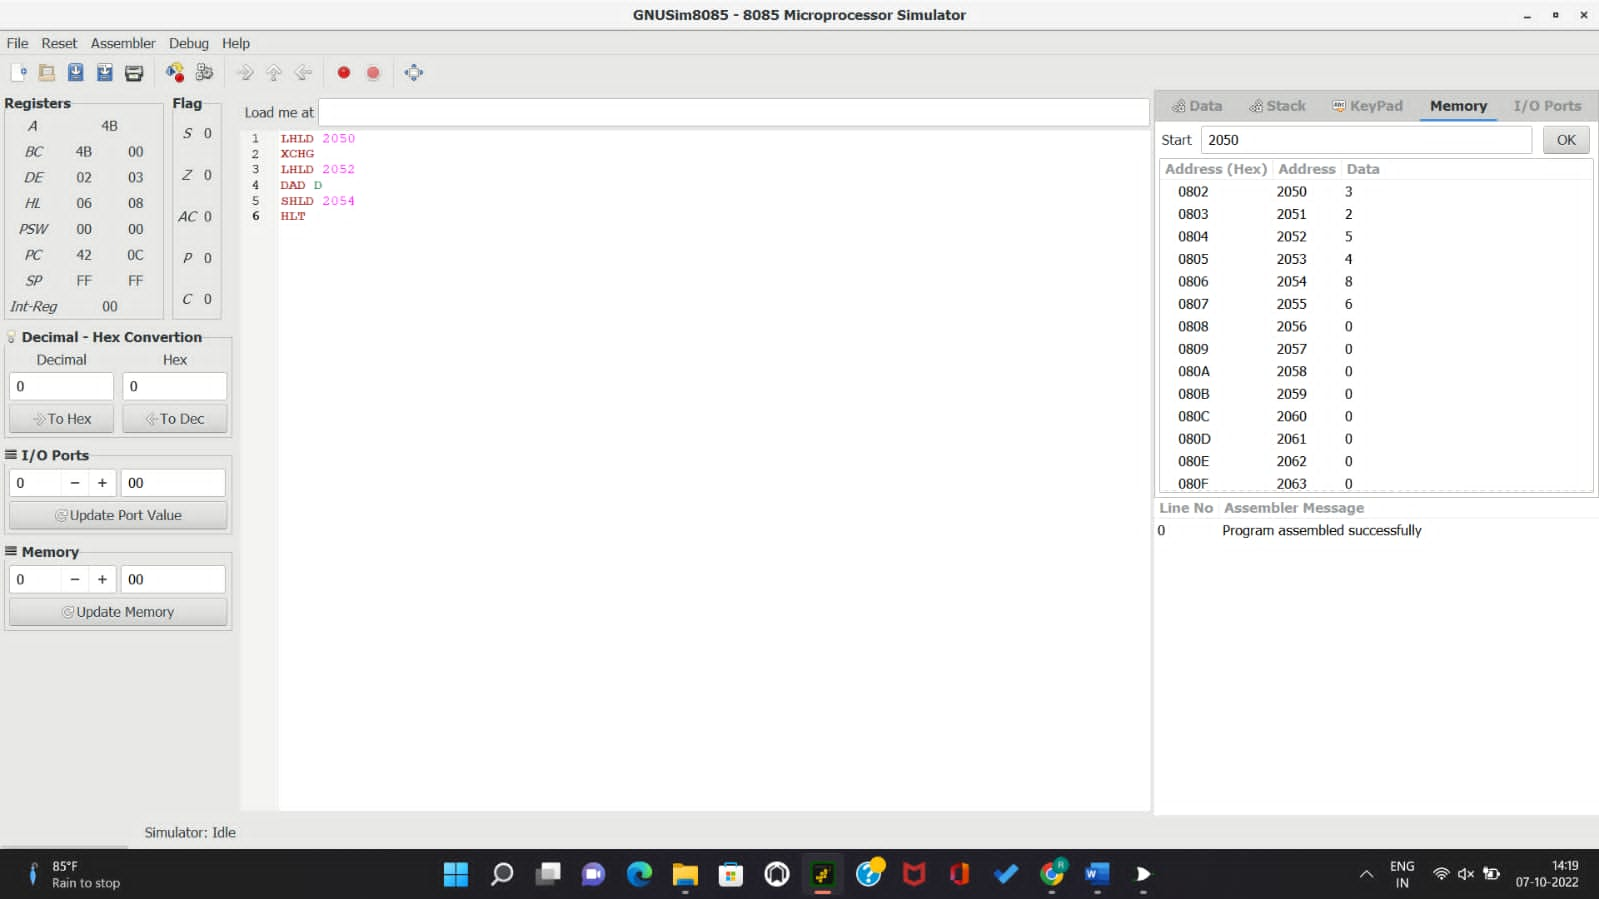 GNUSim8085 - 8085 Microprocessor Simulator
File Reset Assembler Debug Help
Registers
A 4B
BC 4B 00
DE 02 03
HL 06 08
PSW 00 00
PC 42 0C
SP FF FF
Int-Reg 00
Flag
S 0
Z 0
AC 0
P 0
C 0
Decimal - Hex Convertion
Decimal Hex
0 0
To Hex To Dec
I/O Ports
0 - + 00
Update Port Value
Memory
0 - + 00
Update Memory
Load me at
1 LHLD 2050
2 XCHG
3 LHLD 2052
4 DAD D
5 SHLD 2054
6 HLT
Data Stack KeyPad Memory I/O Ports
Start 2050 OK
Address (Hex) Address Data
0802 2050 3
0803 2051 2
0804 2052 5
0805 2053 4
0806 2054 8
0807 2055 6
0808 2056 0
0809 2057 0
080A 2058 0
080B 2059 0
080C 2060 0
080D 2061 0
080E 2062 0
080F 2063 0
Line No Assembler Message
0 Program assembled successfully
Simulator: Idle
85°F
Rain to stop
ENG
IN
14:19
07-10-2022